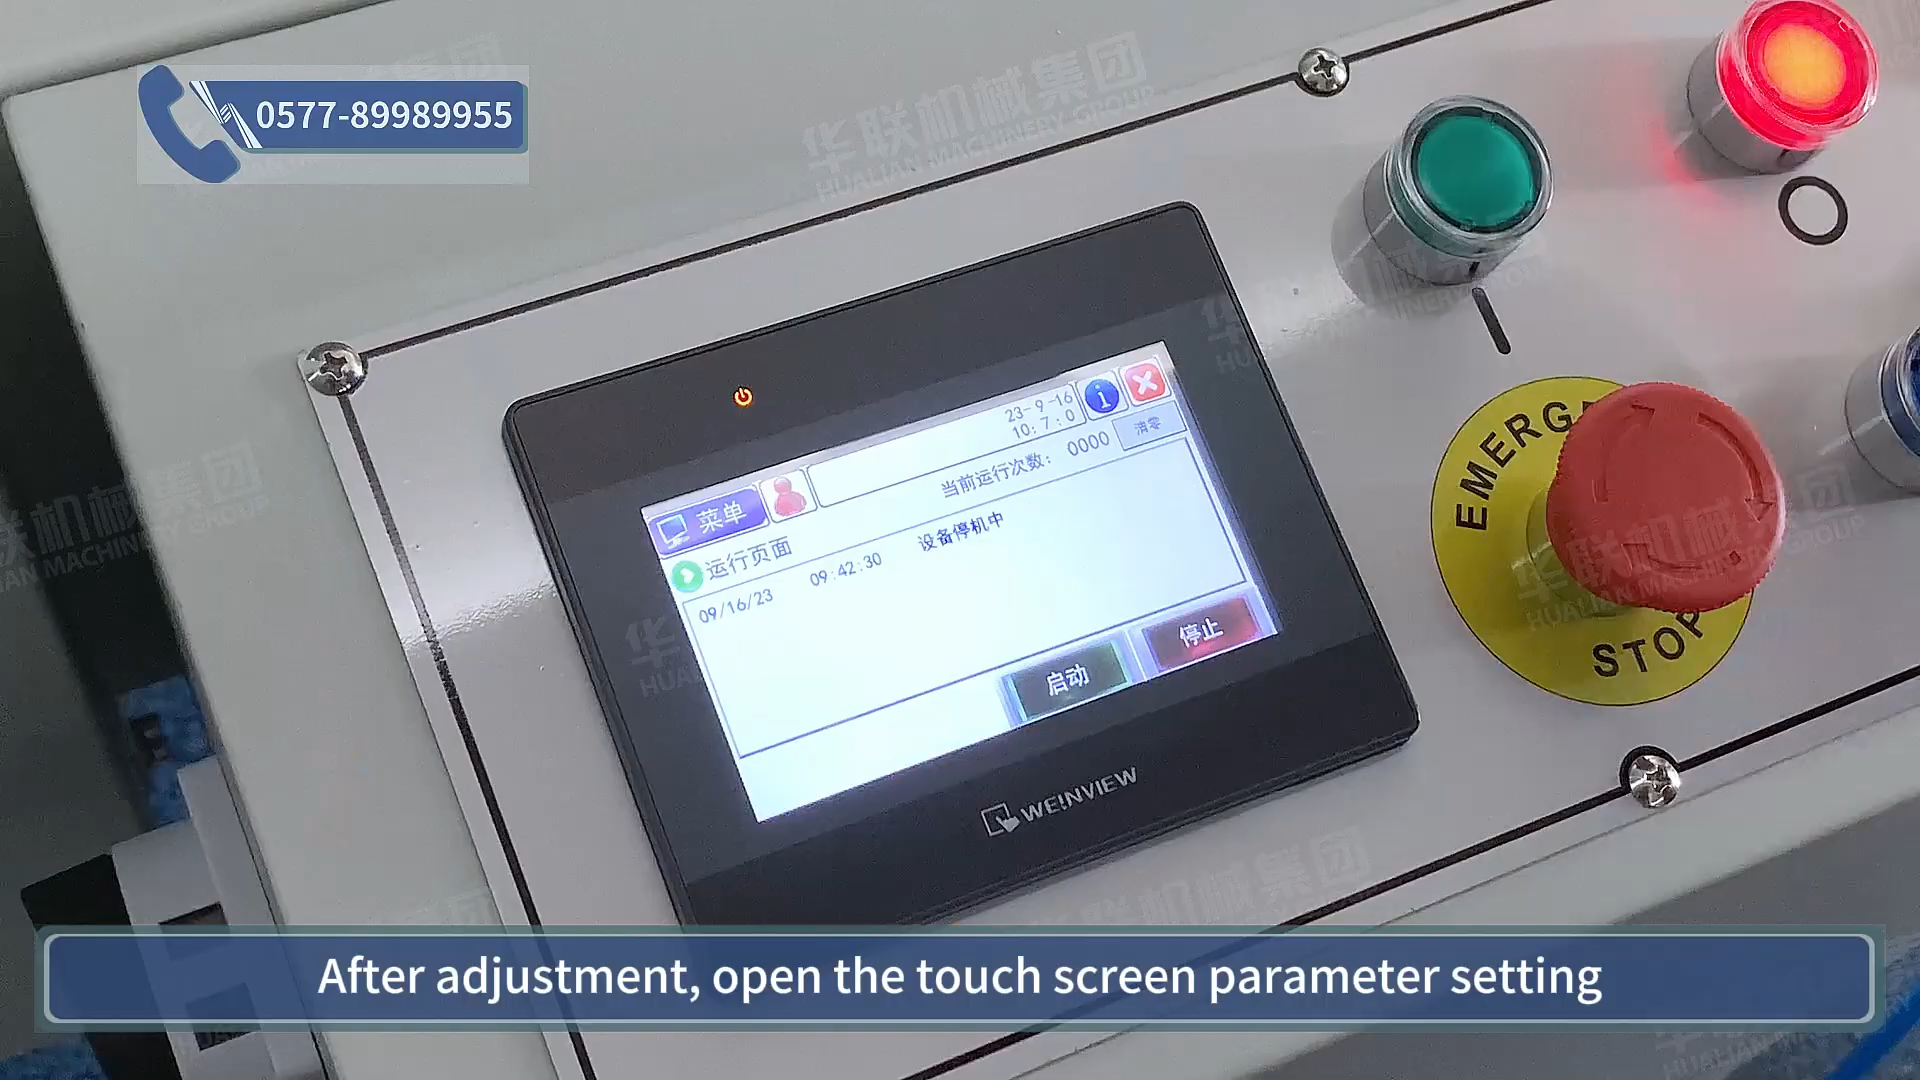 0577-89989955
华联机械集团
HUALIAN MACHINERY GROUP
23-9-16
10:7:0
菜单
当前运行次数: 0000 清零
运行页面
09/16/23 09:42:30 设备停机中
启动 停止
WEINVIEW
EMERGE
STOP
After adjustment, open the touch screen parameter setting